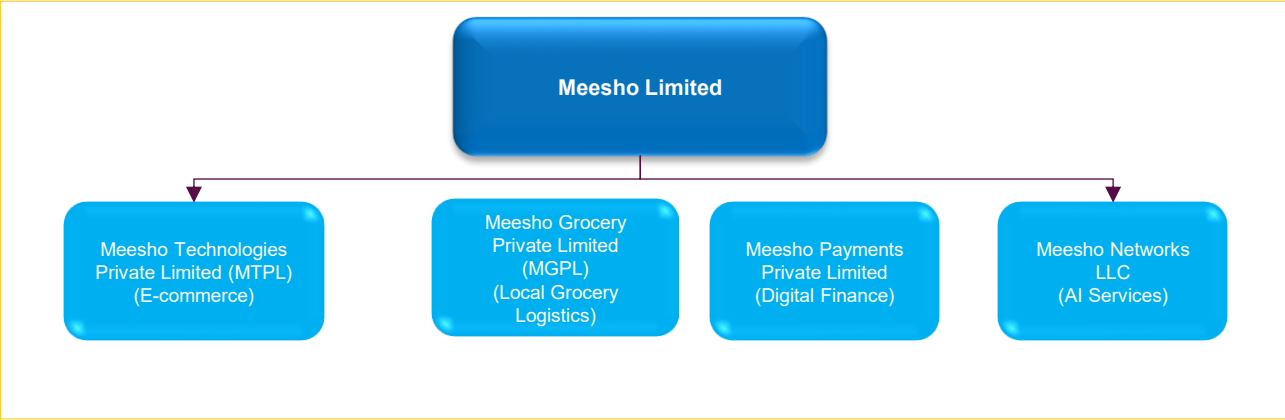 Meesho Limited
Meesho Technologies
Private Limited (MTPL)
(E-commerce)
Meesho Grocery
Private Limited
(MGPL)
(Local Grocery
Logistics)
Meesho Payments
Private Limited
(Digital Finance)
Meesho Networks
LLC
(AI Services)